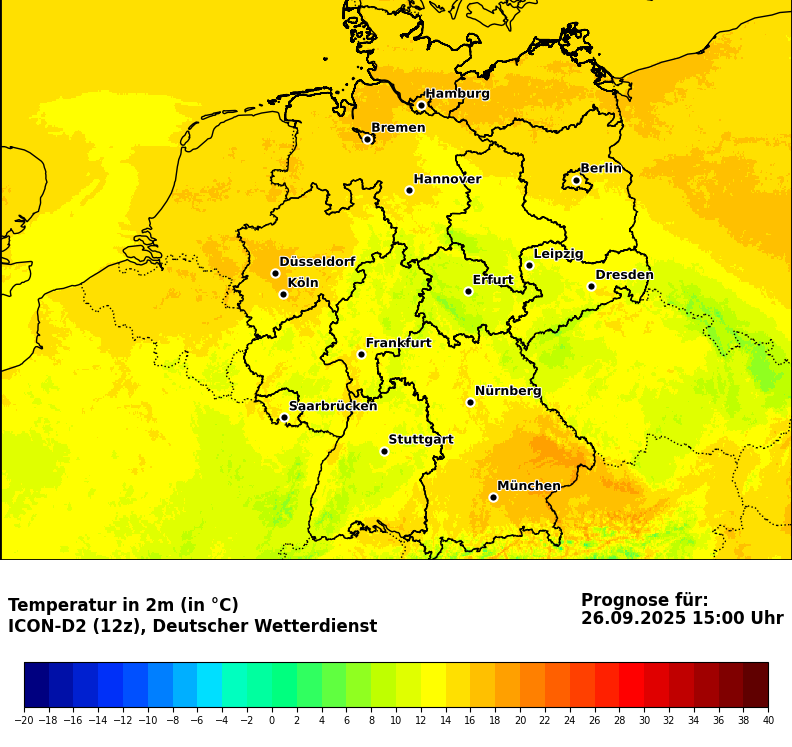 Hamburg
Bremen
Berlin
Hannover
Leipzig
Düsseldorf
Dresden
Köln
Erfurt
Frankfurt
Nürnberg
Saarbrücken
Stuttgart
München
Temperatur in 2m (in °C)
ICON-D2 (12z), Deutscher Wetterdienst
Prognose für:
26.09.2025 15:00 Uhr
−20 −18 −16 −14 −12 −10 −8 −6 −4 −2 0 2 4 6 8 10 12 14 16 18 20 22 24 26 28 30 32 34 36 38 40